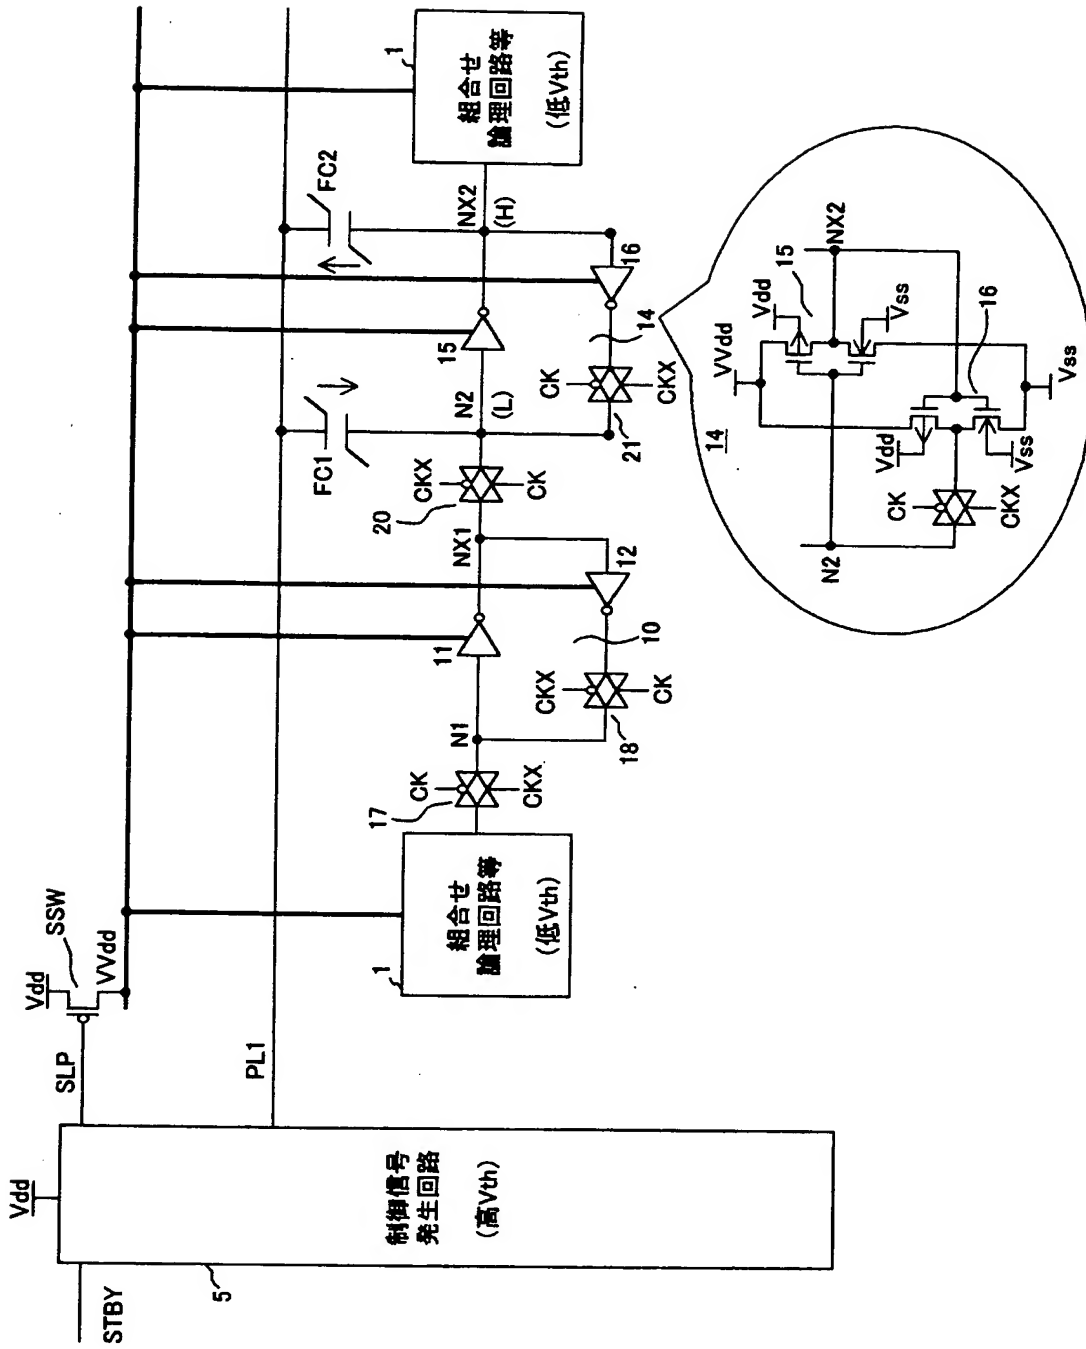 STBY
Vdd
制御信号
発生回路
(高Vth)
5
SLP
Vdd
SSW
VVdd
PL1
1
組合せ
論理回路等
(低Vth)
17
CK
CKX
N1
11
CKX
CK
18
10
12
NX1
20
CKX
CK
FC1
N2
(L)
15
CK
CKX
21
14
16
FC2
NX2
(H)
1
組合せ
論理回路等
(低Vth)
14
N2
CK
CKX
VVdd
Vdd
15
Vss
NX2
Vdd
Vss
16
Vss